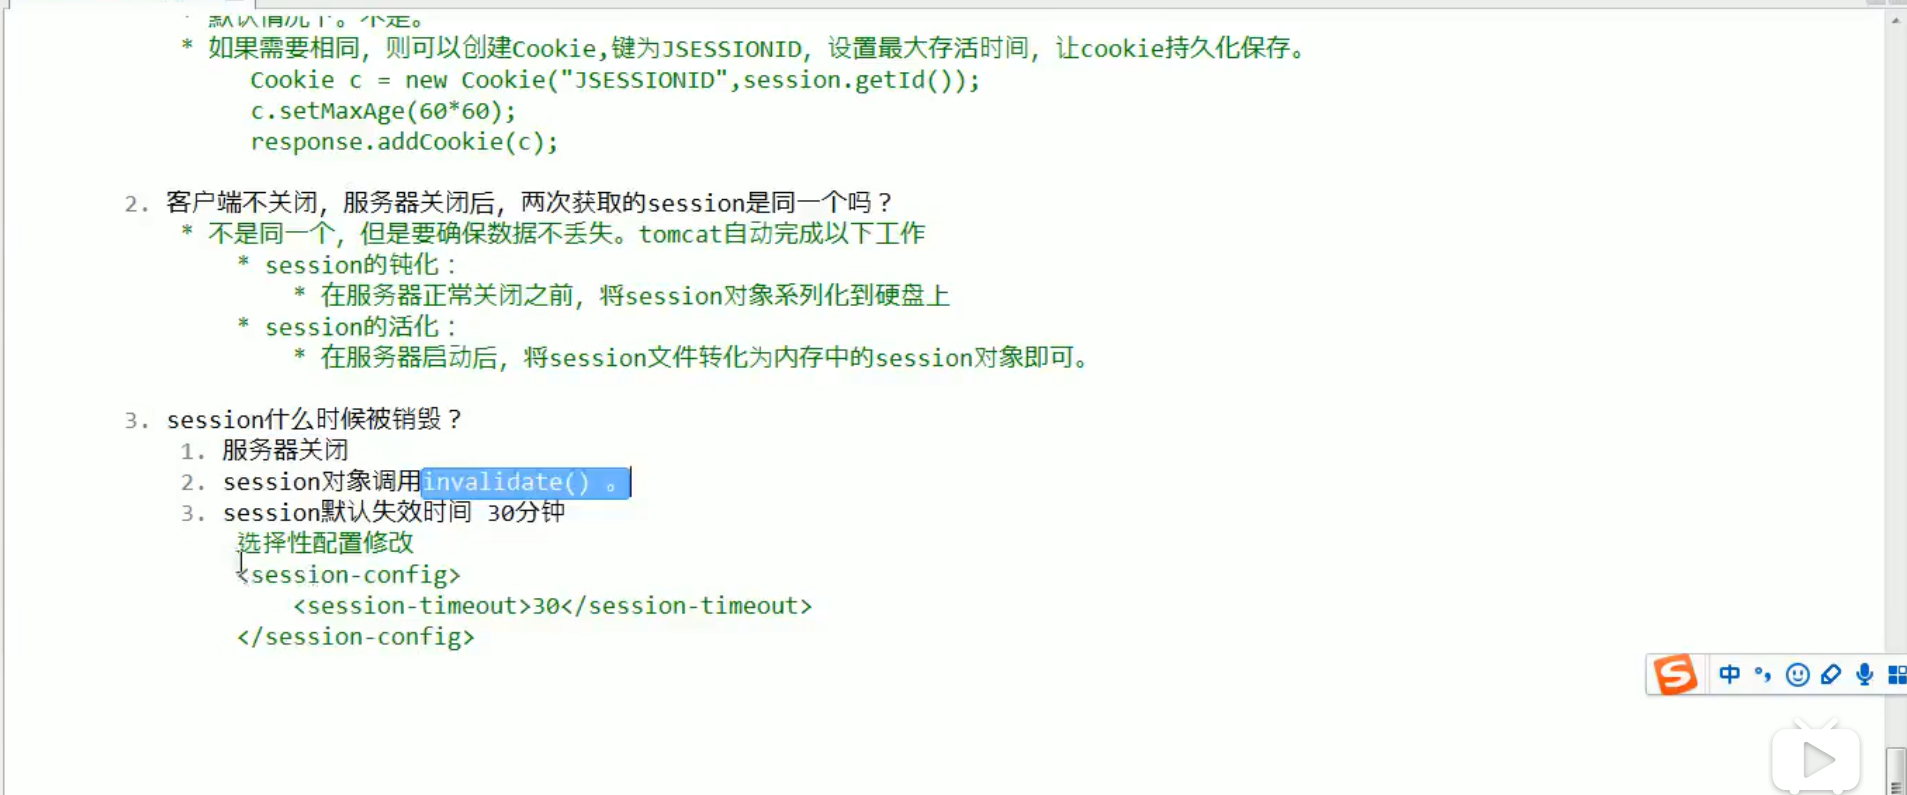 * 默认情况下。不是。
* 如果需要相同，则可以创建Cookie,键为JSESSIONID，设置最大存活时间，让cookie持久化保存。
Cookie c = new Cookie("JSESSIONID",session.getId());
c.setMaxAge(60*60);
response.addCookie(c);
2. 客户端不关闭，服务器关闭后，两次获取的session是同一个吗？
* 不是同一个，但是要确保数据不丢失。tomcat自动完成以下工作
* session的钝化：
* 在服务器正常关闭之前，将session对象系列化到硬盘上
* session的活化：
* 在服务器启动后，将session文件转化为内存中的session对象即可。
3. session什么时候被销毁？
1. 服务器关闭
2. session对象调用invalidate() 。
3. session默认失效时间 30分钟
选择性配置修改
<session-config>
<session-timeout>30</session-timeout>
</session-config>
S 中